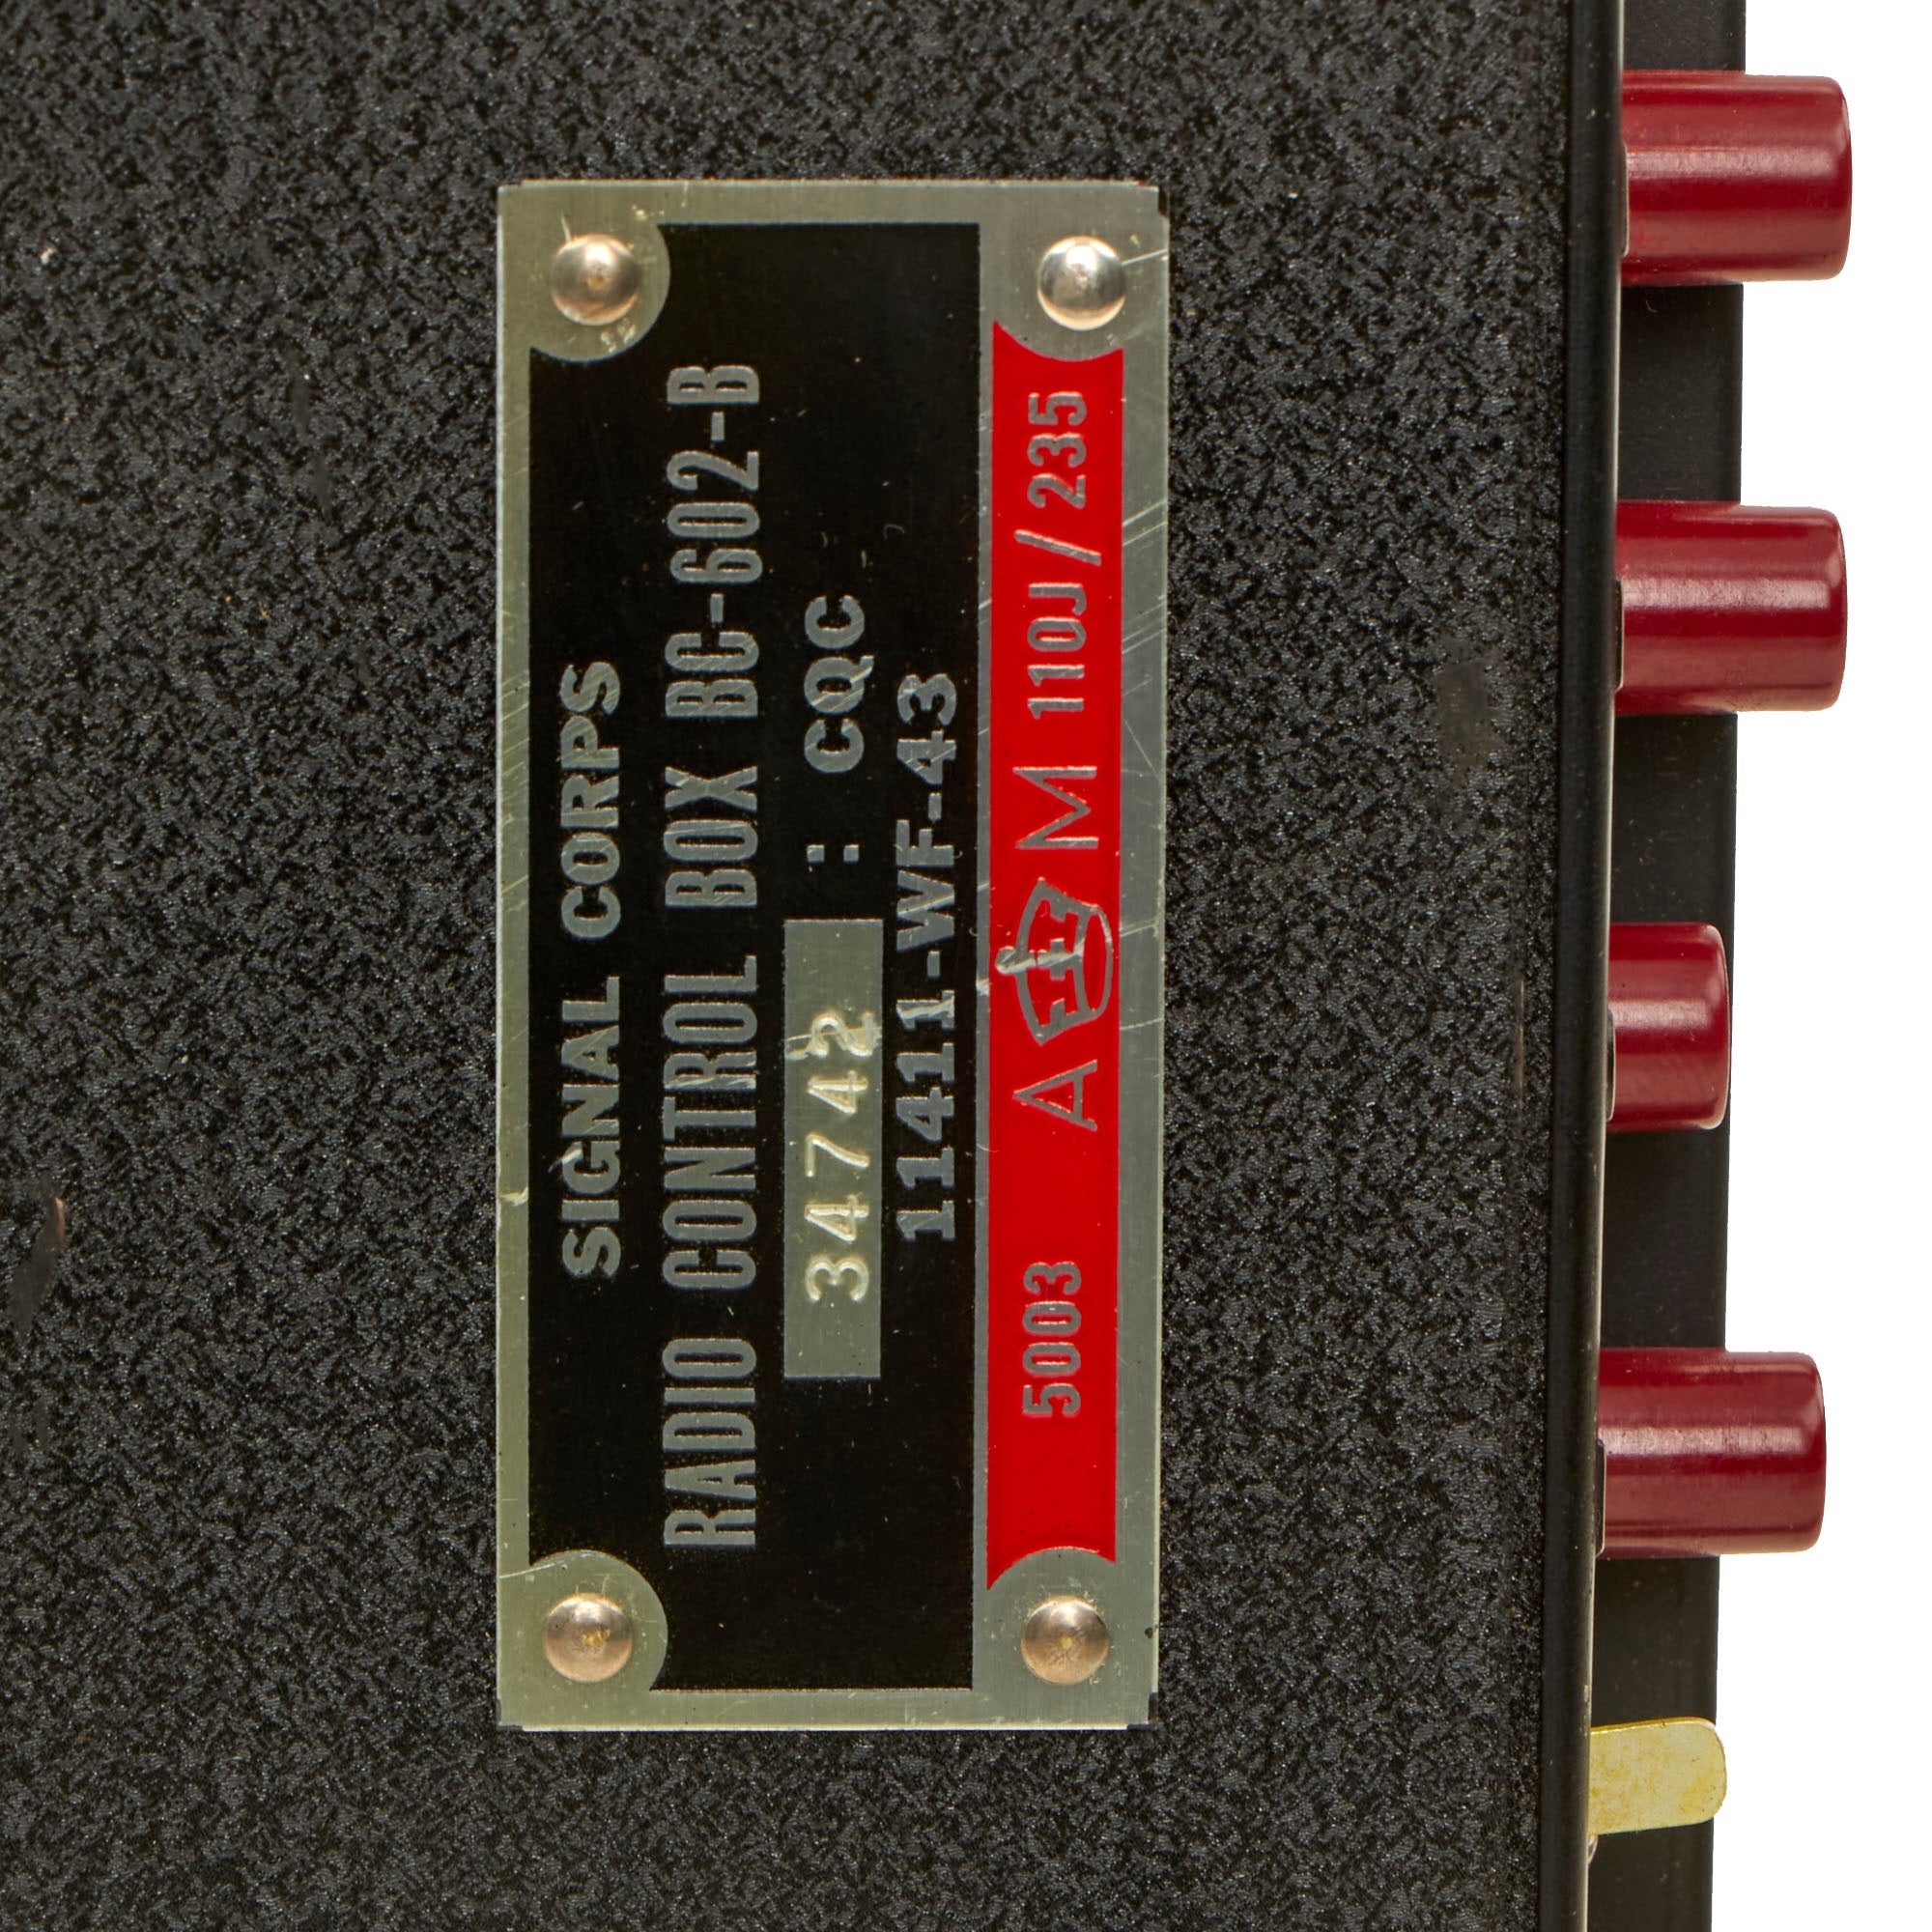 SIGNAL CORPS
RADIO CONTROL BOX BC-602-B
34742 : CQC
11411-WF-43
5003 A M 110J/235